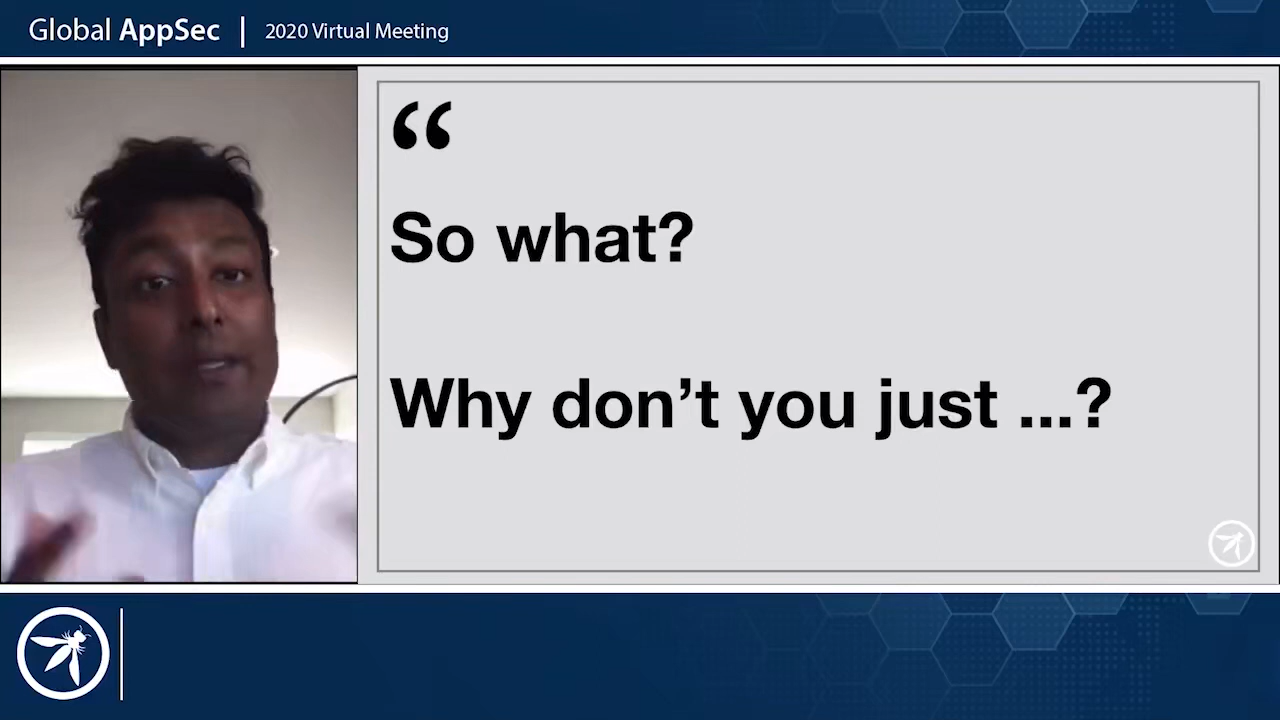 Global AppSec | 2020 Virtual Meeting
“
So what?
Why don’t you just ...?